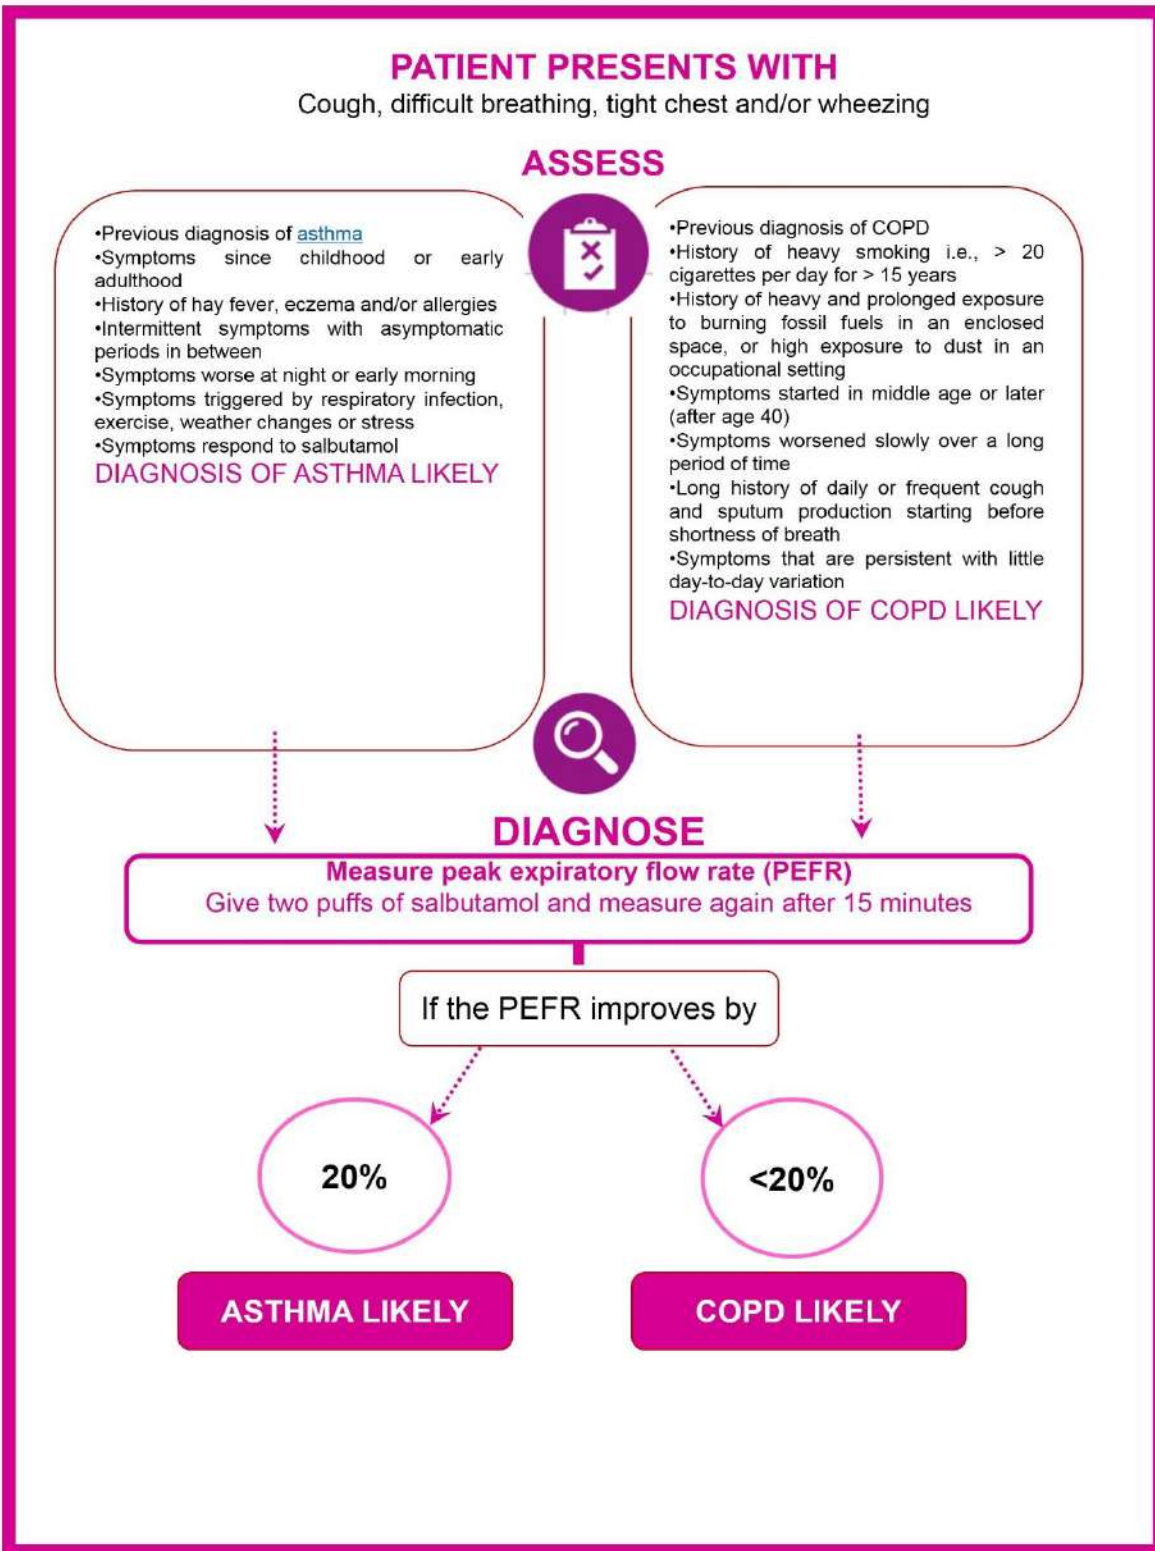 PATIENT PRESENTS WITH
Cough, difficult breathing, tight chest and/or wheezing
ASSESS
•Previous diagnosis of asthma
•Symptoms since childhood or early
adulthood
•History of hay fever, eczema and/or allergies
•Intermittent symptoms with asymptomatic
periods in between
•Symptoms worse at night or early morning
•Symptoms triggered by respiratory infection,
exercise, weather changes or stress
•Symptoms respond to salbutamol
DIAGNOSIS OF ASTHMA LIKELY
•Previous diagnosis of COPD
•History of heavy smoking i.e., > 20
cigarettes per day for > 15 years
•History of heavy and prolonged exposure
to burning fossil fuels in an enclosed
space, or high exposure to dust in an
occupational setting
•Symptoms started in middle age or later
(after age 40)
•Symptoms worsened slowly over a long
period of time
•Long history of daily or frequent cough
and sputum production starting before
shortness of breath
•Symptoms that are persistent with little
day-to-day variation
DIAGNOSIS OF COPD LIKELY
DIAGNOSE
Measure peak expiratory flow rate (PEFR)
Give two puffs of salbutamol and measure again after 15 minutes
If the PEFR improves by
20%
<20%
ASTHMA LIKELY
COPD LIKELY